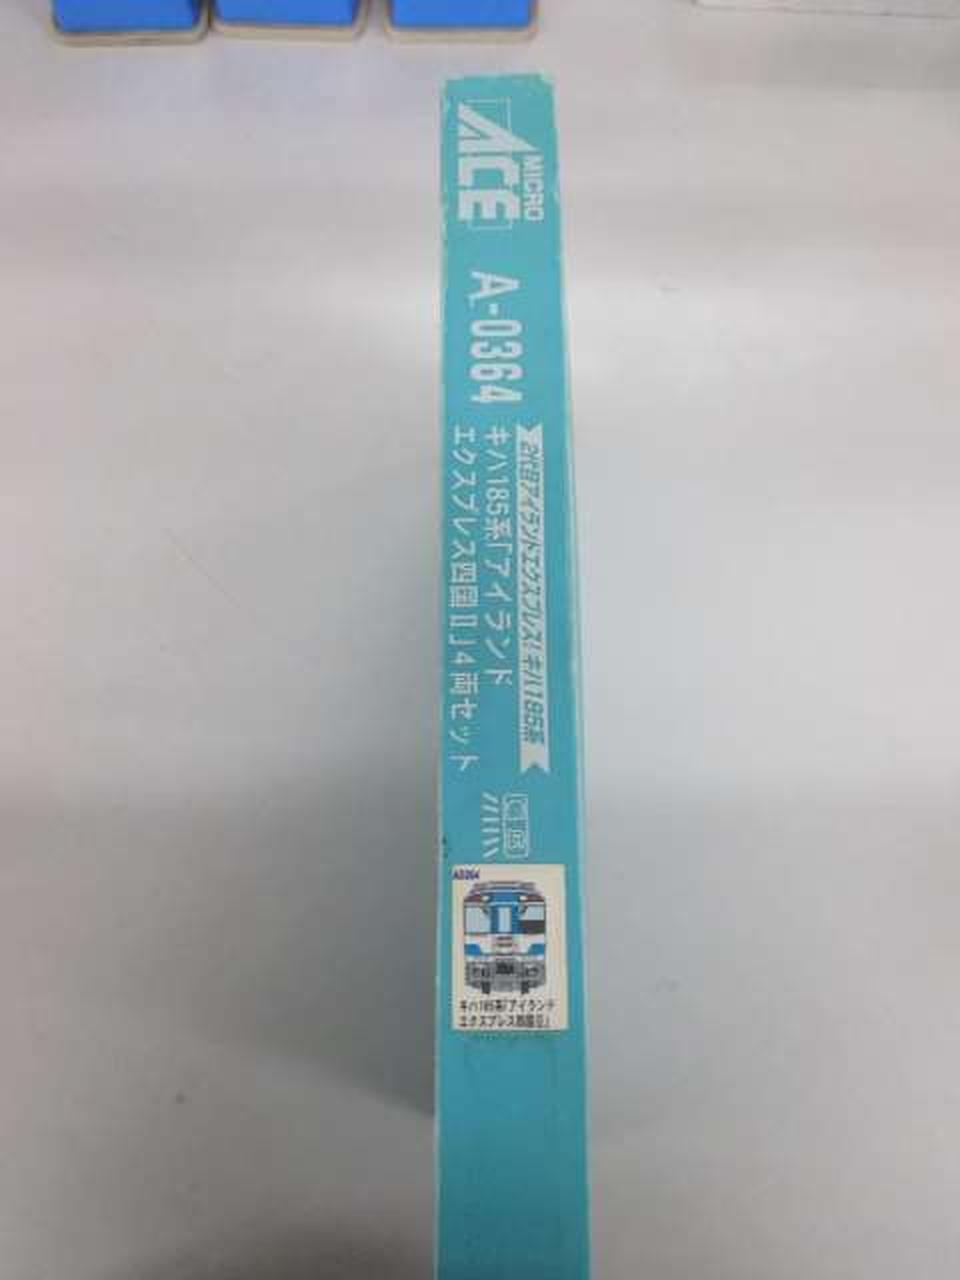 MICRO
ACE
A-0364
2代目アイランドエクスプレス! キハ185系
キハ185系「アイランド
エクスプレス四国Ⅱ」4両セット
A0364
キハ185系「アイランド
エクスプレス四国Ⅱ」